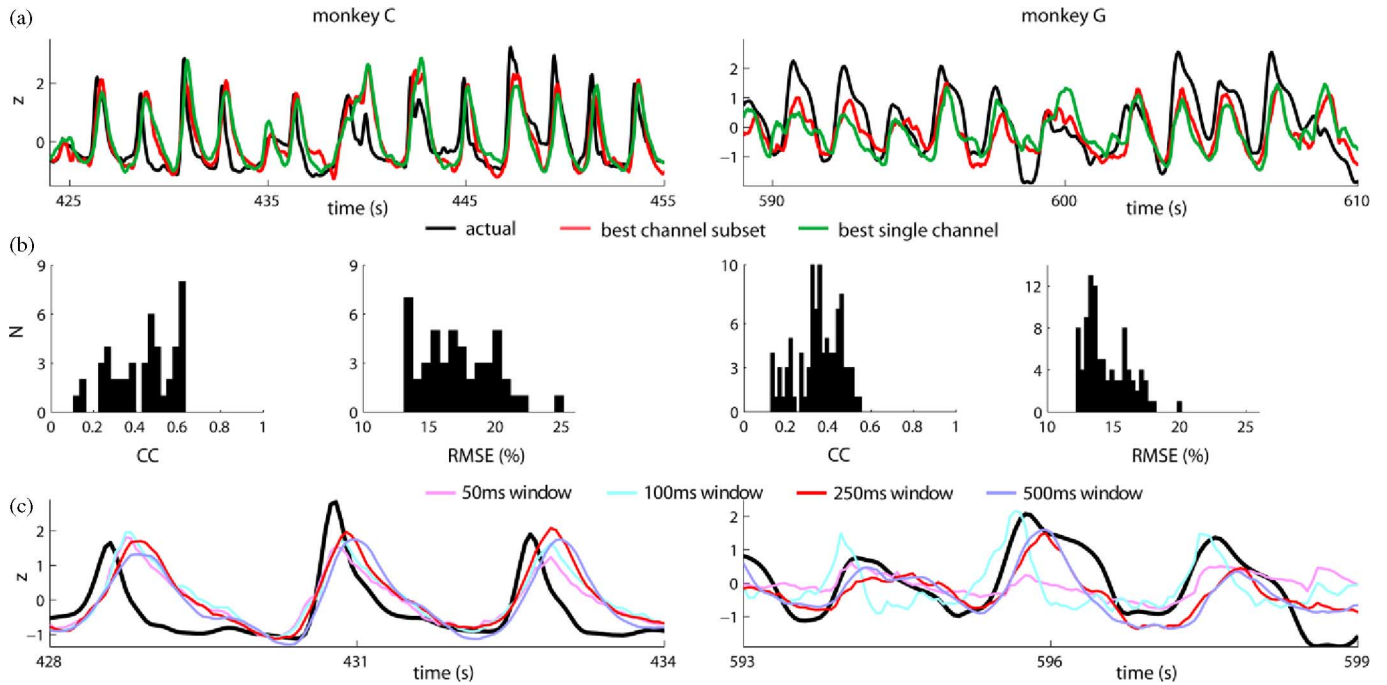 (a)
monkey C
monkey G
z
2
0
425
435
445
455
time (s)
2
1
0
−1
590
600
610
time (s)
actual
best channel subset
best single channel
(b)
N
9
6
3
0
0 0.2 0.4 0.6 0.8 1
CC
9
6
3
0
10 15 20 25
RMSE (%)
10
6
3
0
0 0.2 0.4 0.6 0.8 1
CC
12
8
4
0
10 15 20 25
RMSE (%)
(c)
50ms window
100ms window
250ms window
500ms window
z
2
1
0
−1
428
431
434
time (s)
2
1
0
−1
593
596
599
time (s)